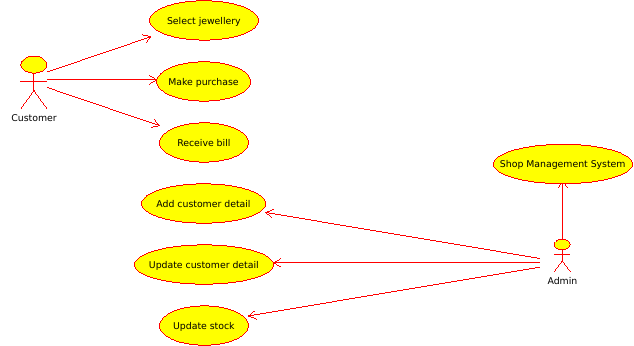 Select jewellery
Make purchase
Customer
Receive bill
Shop Management System
Add customer detail
Update customer detail
Admin
Update stock